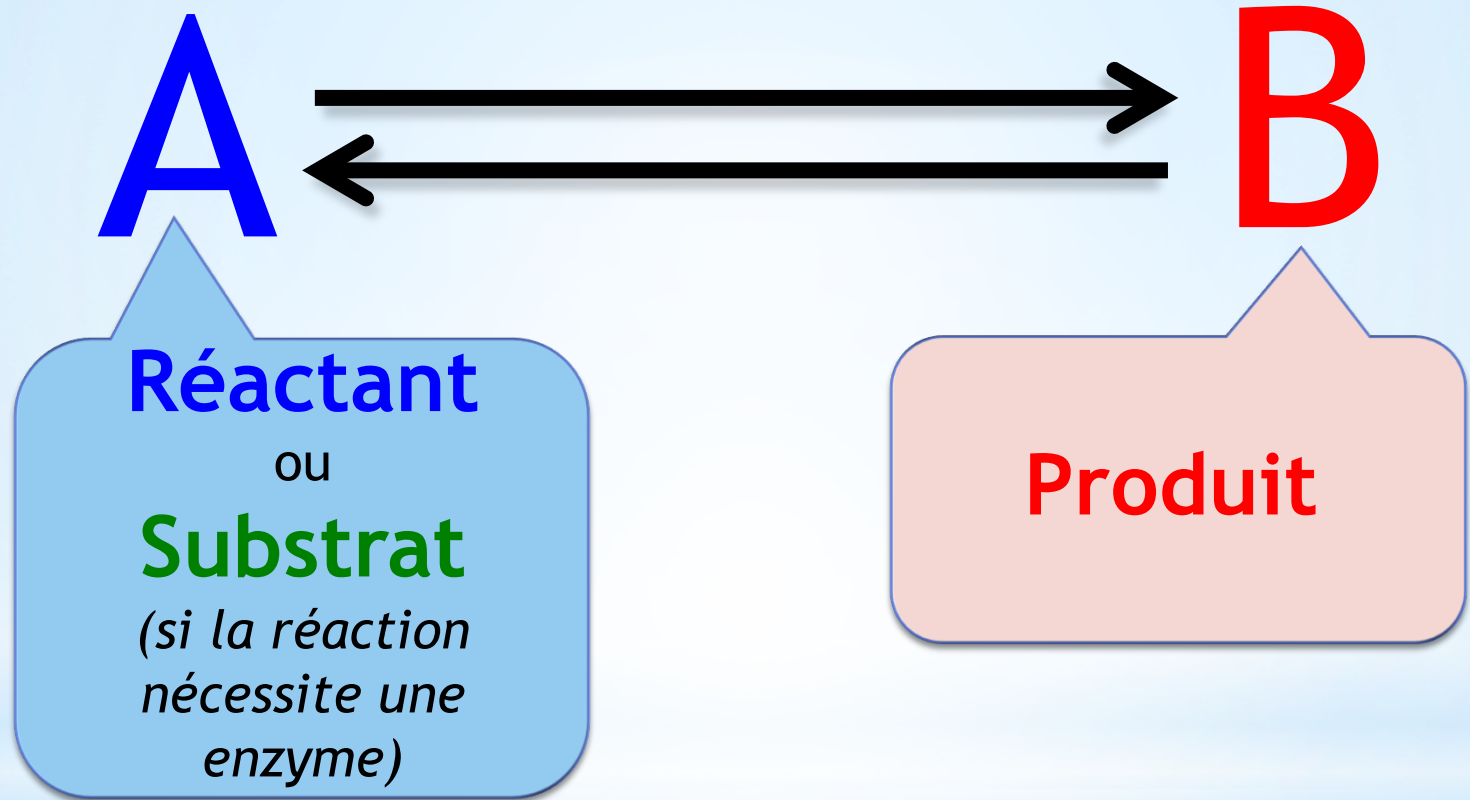 A
B
Réactant
ou
Substrat
(si la réaction
nécessite une
enzyme)
Produit